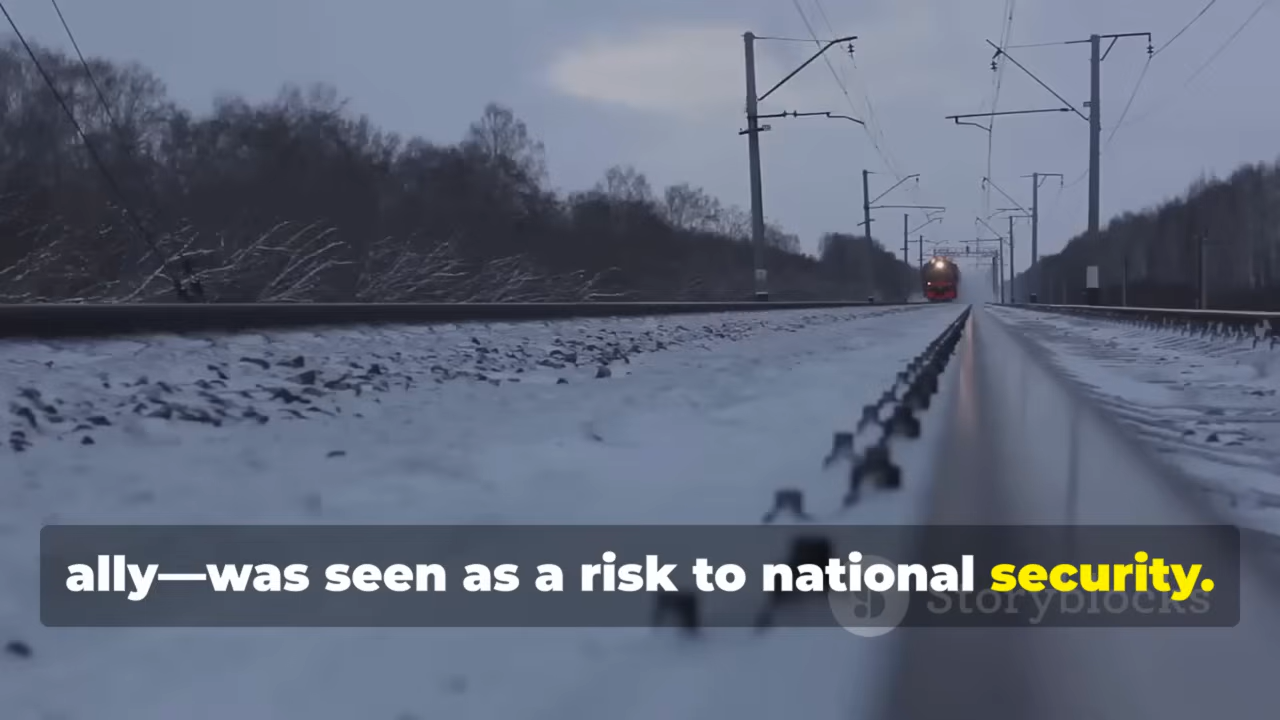 ally—was seen as a risk to national security.
Storyblocks